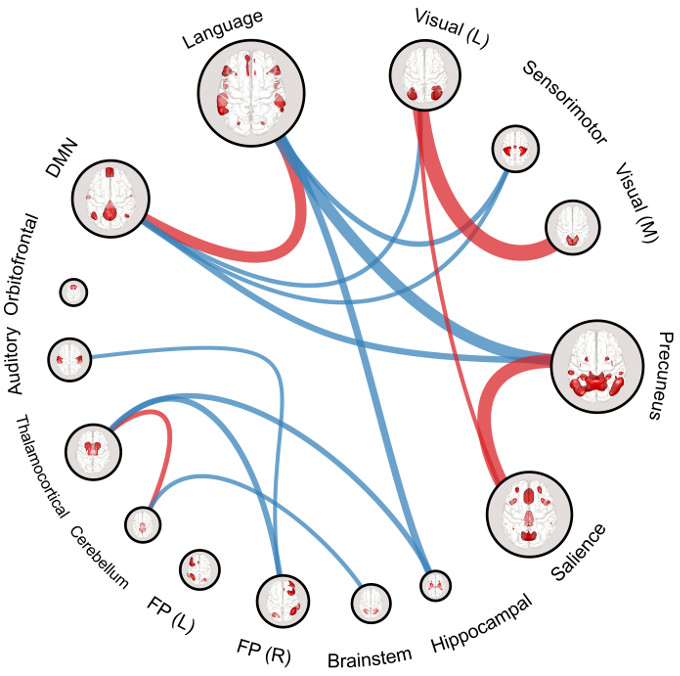 Language
Visual (L)
Sensorimotor
Visual (M)
Precuneus
Salience
Hippocampal
Brainstem
FP (R)
FP (L)
Cerebellum
Thalamocortical
Auditory
Orbitofrontal
DMN